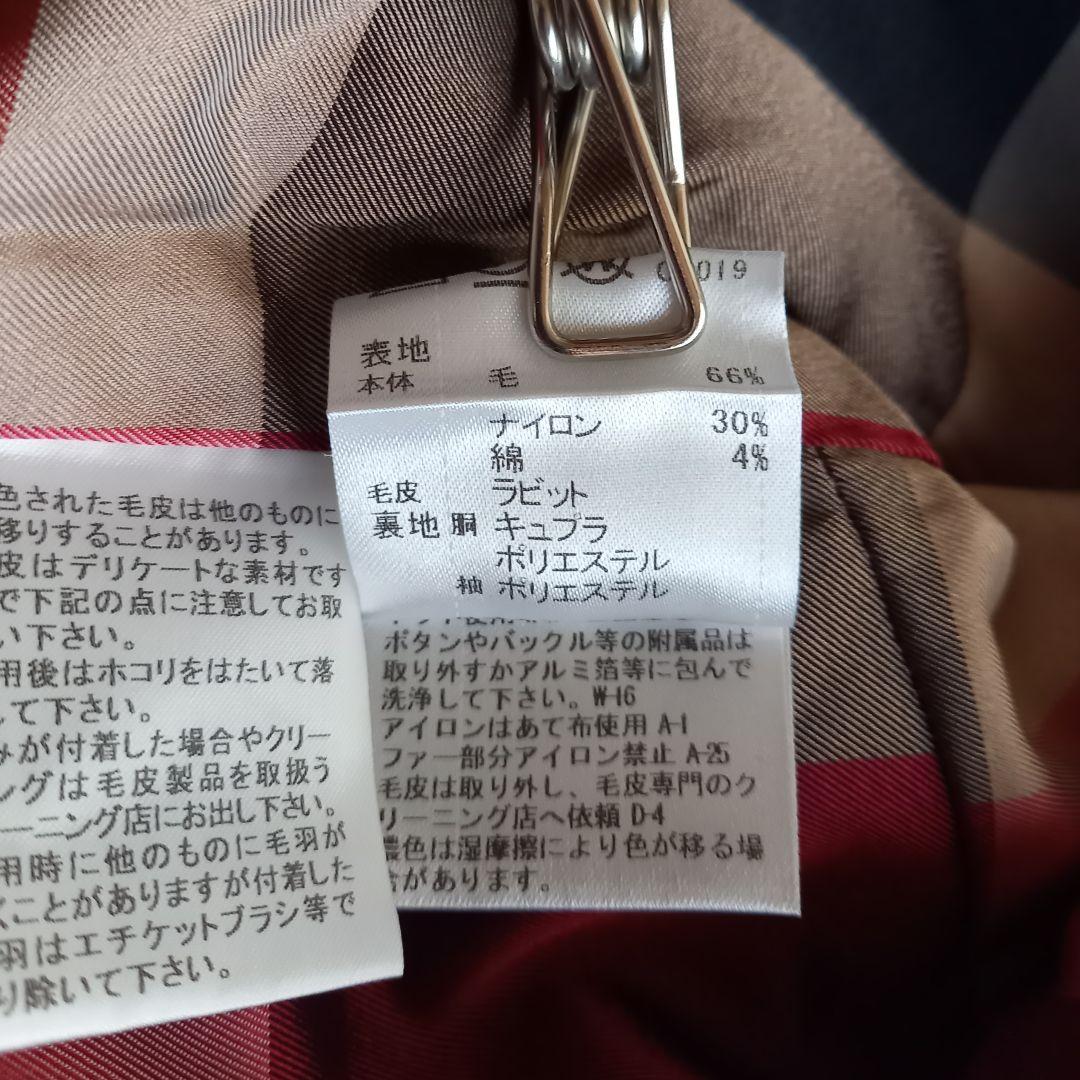 019
表地
本体 毛 66%
ナイロン 30%
綿 4%
毛皮 ラビット
裏地 胴 キュプラ
ポリエステル
袖 ポリエステル
ボタンやバックル等の附属品は
取り外すかアルミ箔等に包んで
洗浄して下さい。W-16
アイロンはあて布使用 A-1
ファー部分アイロン禁止 A-25
毛皮は取り外し、毛皮専門のク
リーニング店へ依頼 D-4
濃色は湿摩擦により色が移る場
合があります。
色された毛皮は他のものに
移りすることがあります。
皮はデリケートな素材です
で下記の点に注意してお取
い下さい。
用後はホコリをはたいて落
して下さい。
みが付着した場合やクリー
ングは毛皮製品を取扱う
ーニング店にお出し下さい。
用時に他のものに毛羽が
くことがありますが付着した
羽はエチケットブラシ等で
り除いて下さい。